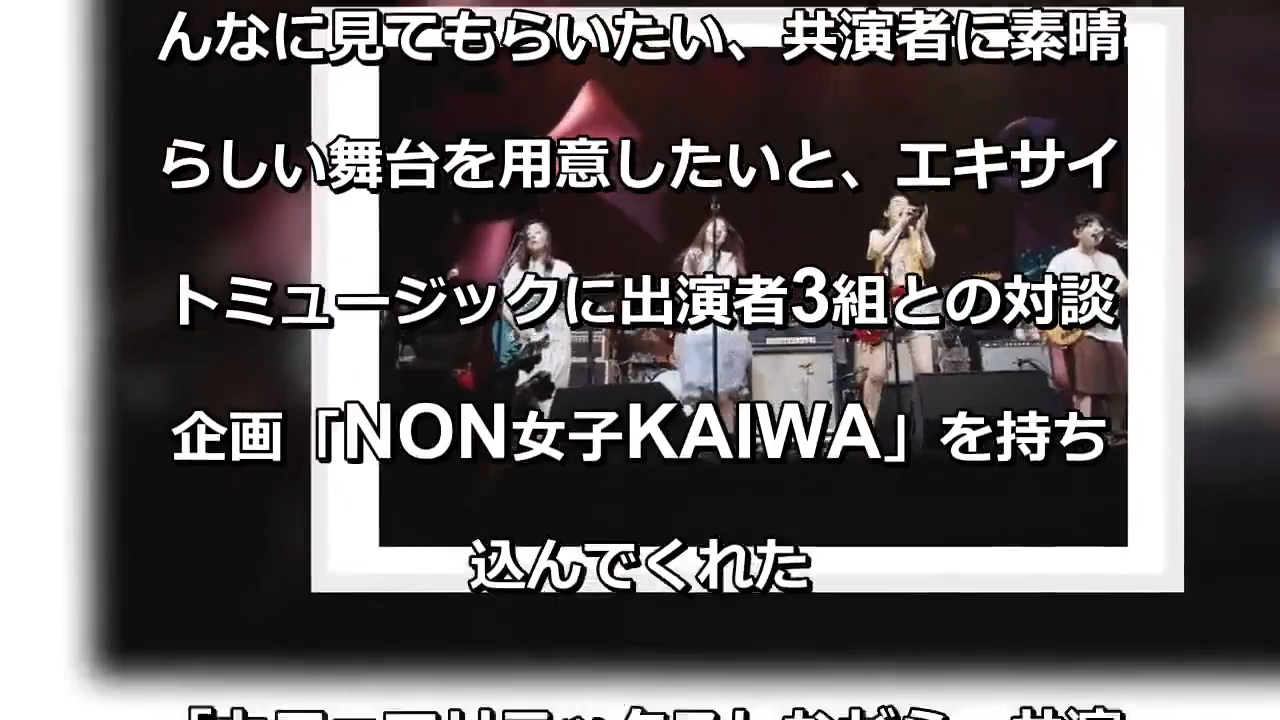 んなに見てもらいたい、共演者に素晴
らしい舞台を用意したいと、エキサイ
トミュージックに出演者3組との対談
企画「NON女子KAIWA」を持ち
込んでくれた